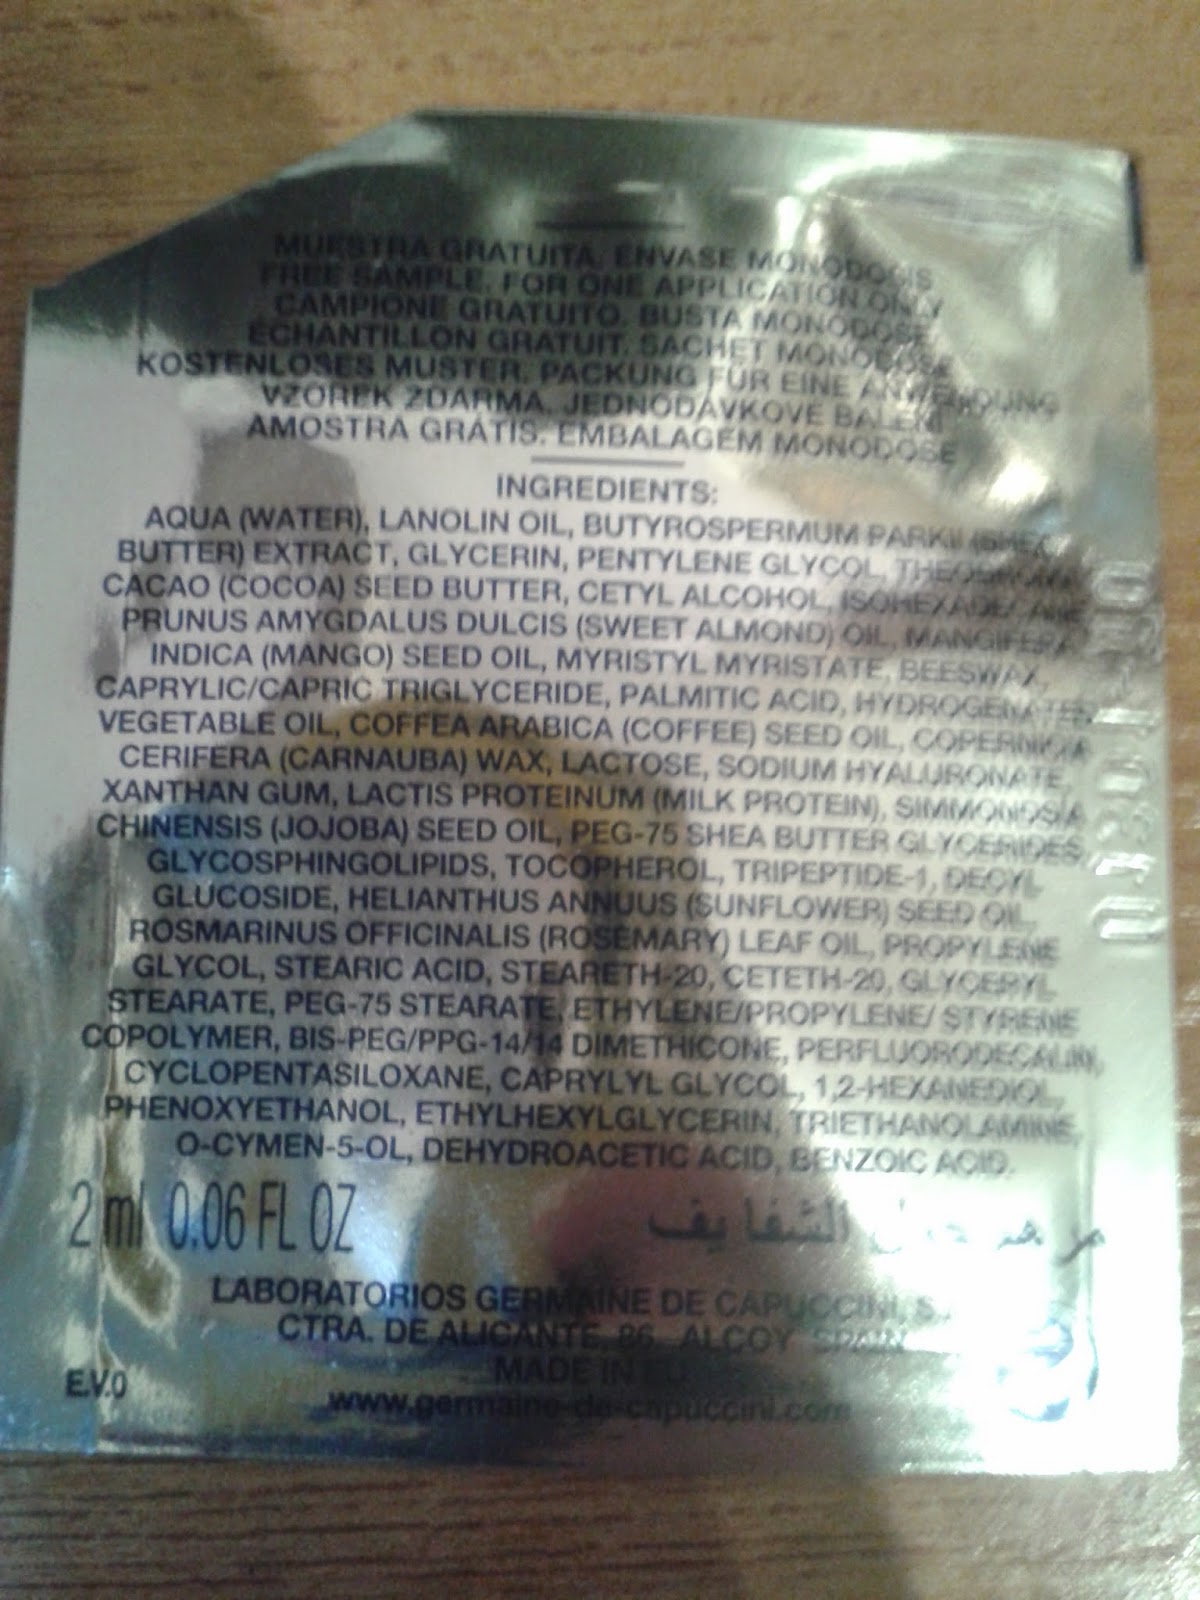 MUESTRA GRATUITA. ENVASE MONODOSIS
FREE SAMPLE. FOR ONE APPLICATION ONLY
CAMPIONE GRATUITO. BUSTA MONODOSE
ÉCHANTILLON GRATUIT. SACHET MONODOSE
KOSTENLOSES MUSTER. PACKUNG FÜR EINE ANWENDUNG
VZOREK ZDARMA. JEDNODÁVKOVÉ BALENÍ
AMOSTRA GRÁTIS. EMBALAGEM MONODOSE
INGREDIENTS:
AQUA (WATER), LANOLIN OIL, BUTYROSPERMUM PARKII (SHEA
BUTTER) EXTRACT, GLYCERIN, PENTYLENE GLYCOL, THEOBROMA
CACAO (COCOA) SEED BUTTER, CETYL ALCOHOL, ISOHEXADECANE,
PRUNUS AMYGDALUS DULCIS (SWEET ALMOND) OIL, MANGIFERA
INDICA (MANGO) SEED OIL, MYRISTYL MYRISTATE, BEESWAX,
CAPRYLIC/CAPRIC TRIGLYCERIDE, PALMITIC ACID, HYDROGENATED
VEGETABLE OIL, COFFEA ARABICA (COFFEE) SEED OIL, COPERNICIA
CERIFERA (CARNAUBA) WAX, LACTOSE, SODIUM HYALURONATE,
XANTHAN GUM, LACTIS PROTEINUM (MILK PROTEIN), SIMMONDSIA
CHINENSIS (JOJOBA) SEED OIL, PEG-75 SHEA BUTTER GLYCERIDES,
GLYCOSPHINGOLIPIDS, TOCOPHEROL, TRIPEPTIDE-1, DECYL
GLUCOSIDE, HELIANTHUS ANNUUS (SUNFLOWER) SEED OIL,
ROSMARINUS OFFICINALIS (ROSEMARY) LEAF OIL, PROPYLENE
GLYCOL, STEARIC ACID, STEARETH-20, CETETH-20, GLYCERYL
STEARATE, PEG-75 STEARATE, ETHYLENE/PROPYLENE/ STYRENE
COPOLYMER, BIS-PEG/PPG-14/14 DIMETHICONE, PERFLUORODECALIN,
CYCLOPENTASILOXANE, CAPRYLYL GLYCOL, 1,2-HEXANEDIOL,
PHENOXYETHANOL, ETHYLHEXYLGLYCERIN, TRIETHANOLAMINE,
O-CYMEN-5-OL, DEHYDROACETIC ACID, BENZOIC ACID.
2 ml 0.06 FL OZ
الشفايف
LABORATORIOS GERMAINE DE CAPUCCINI,
CTRA. DE ALICANTE, 86. ALCOY SPAIN
MADE IN
E.V.0
www.germaine-de-capuccini.com